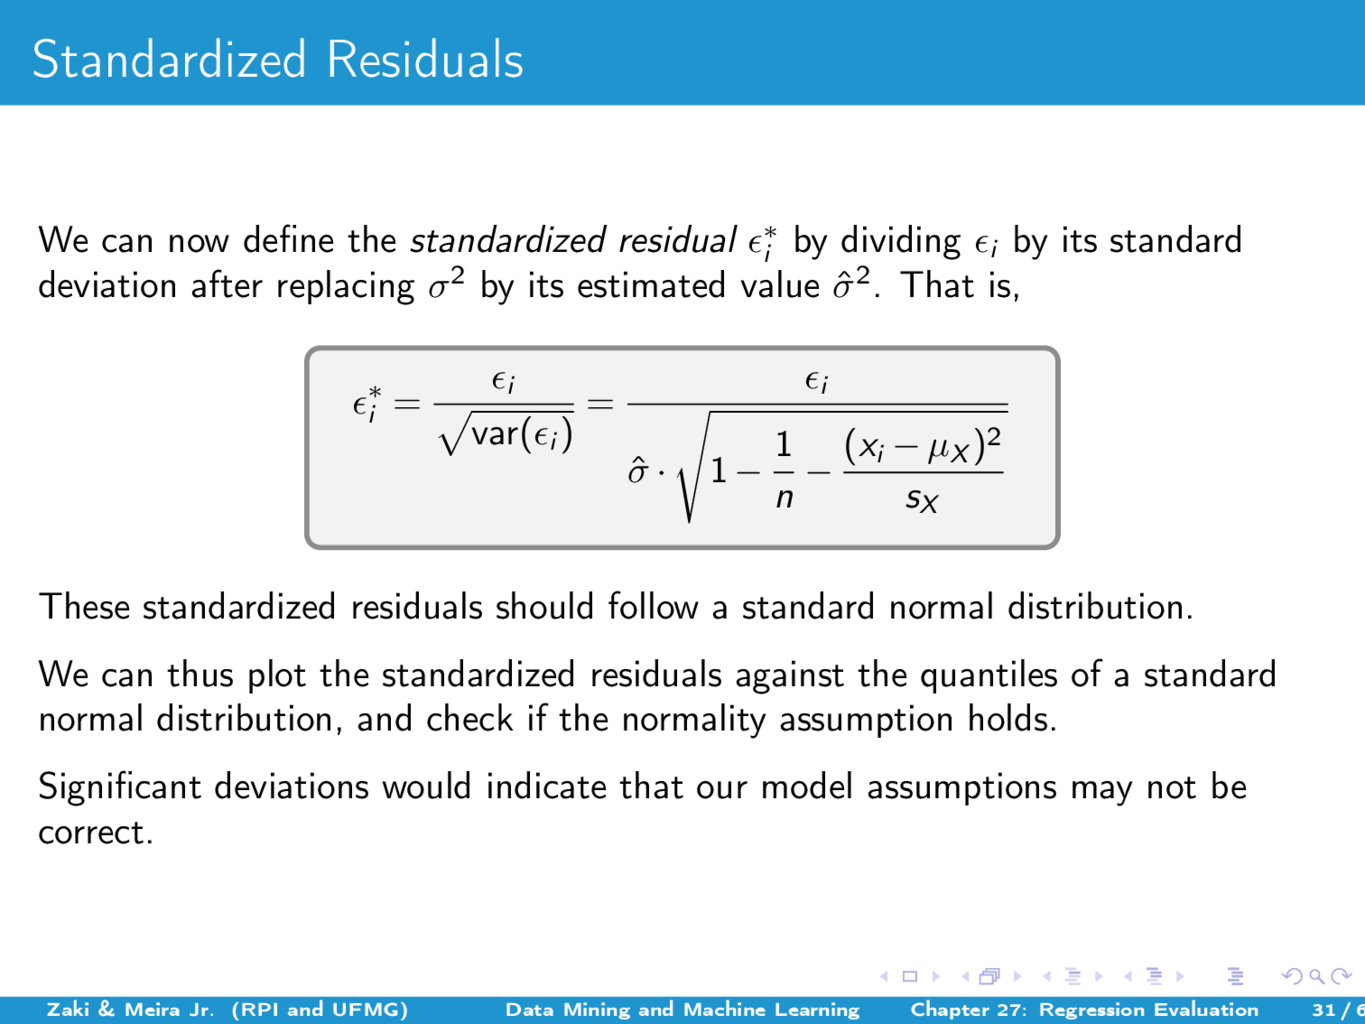 Standardized Residuals
We can now define the standardized residual ϵ*ᵢ by dividing ϵᵢ by its standard
deviation after replacing σ² by its estimated value σ̂². That is,
ϵ*ᵢ = ϵᵢ / √var(ϵᵢ) = ϵᵢ / (σ̂ · √(1 − 1/n − (xᵢ − μ_X)²/s_X))
These standardized residuals should follow a standard normal distribution.
We can thus plot the standardized residuals against the quantiles of a standard
normal distribution, and check if the normality assumption holds.
Significant deviations would indicate that our model assumptions may not be
correct.
Zaki & Meira Jr. (RPI and UFMG) Data Mining and Machine Learning Chapter 27: Regression Evaluation 31 /